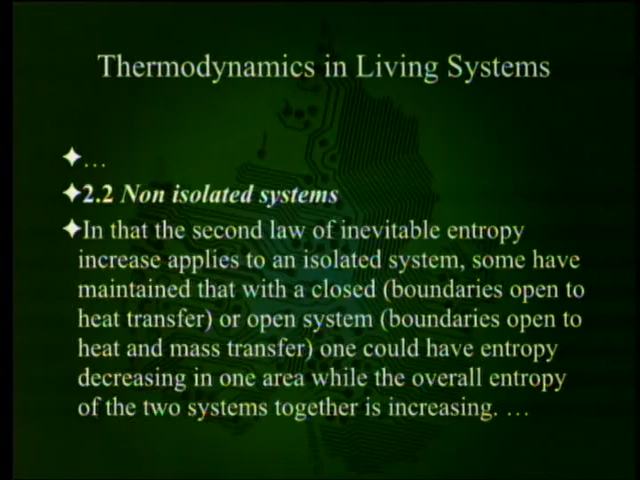 Thermodynamics in Living Systems
…
2.2 Non isolated systems
In that the second law of inevitable entropy
increase applies to an isolated system, some have
maintained that with a closed (boundaries open to
heat transfer) or open system (boundaries open to
heat and mass transfer) one could have entropy
decreasing in one area while the overall entropy
of the two systems together is increasing. …